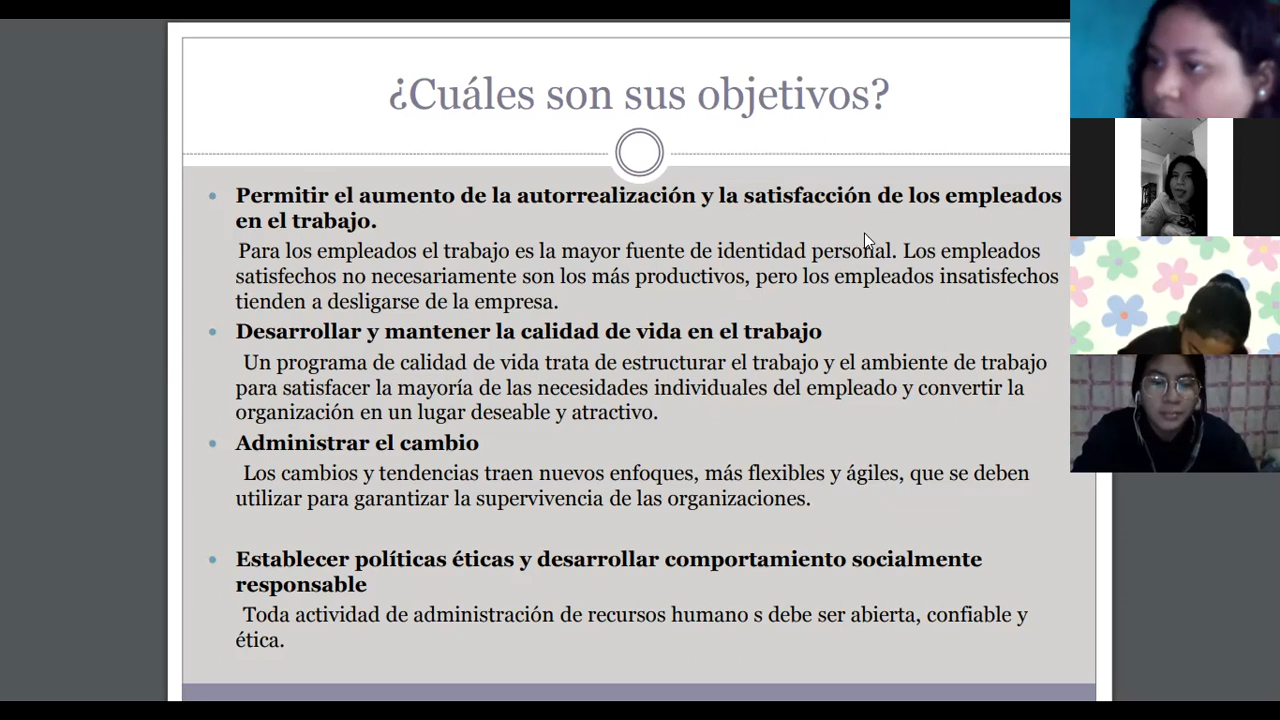 ¿Cuáles son sus objetivos?
Permitir el aumento de la autorrealización y la satisfacción de los empleados
en el trabajo.
Para los empleados el trabajo es la mayor fuente de identidad personal. Los empleados
satisfechos no necesariamente son los más productivos, pero los empleados insatisfechos
tienden a desligarse de la empresa.
Desarrollar y mantener la calidad de vida en el trabajo
Un programa de calidad de vida trata de estructurar el trabajo y el ambiente de trabajo
para satisfacer la mayoría de las necesidades individuales del empleado y convertir la
organización en un lugar deseable y atractivo.
Administrar el cambio
Los cambios y tendencias traen nuevos enfoques, más flexibles y ágiles, que se deben
utilizar para garantizar la supervivencia de las organizaciones.
Establecer políticas éticas y desarrollar comportamiento socialmente
responsable
Toda actividad de administración de recursos humano s debe ser abierta, confiable y
ética.